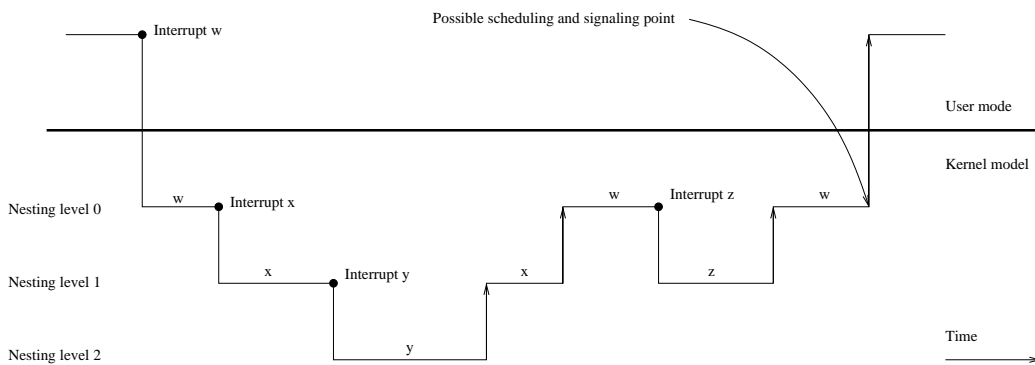 Possible scheduling and signaling point
Interrupt w
User mode
Kernel model
Nesting level 0
w
Interrupt x
w
Interrupt z
w
Nesting level 1
x
Interrupt y
x
z
Nesting level 2
y
Time